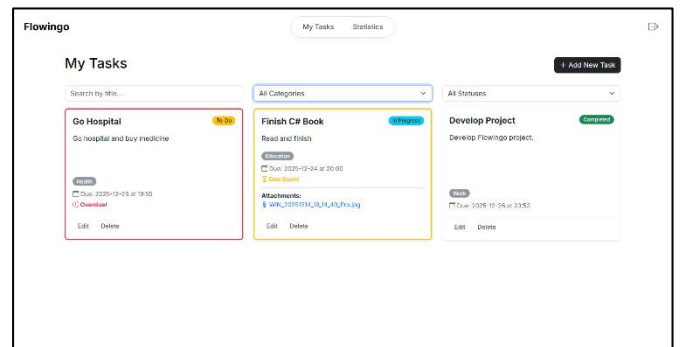 Flowingo
My Tasks Statistics
My Tasks
+ Add New Task
Search by title...
All Categories
All Statuses
Go Hospital
To-Do
Go hospital and buy medicine
Health
Due: 2025-12-23 at 19:55
Overdue!
Edit Delete
Finish C# Book
In Progress
Read and finish
Education
Due: 2025-12-24 at 20:00
Due Soon!
Attachments:
Edit Delete
Develop Project
Completed
Develop Flowingo project.
Work
Due: 2025-12-26 at 23:53
Edit Delete